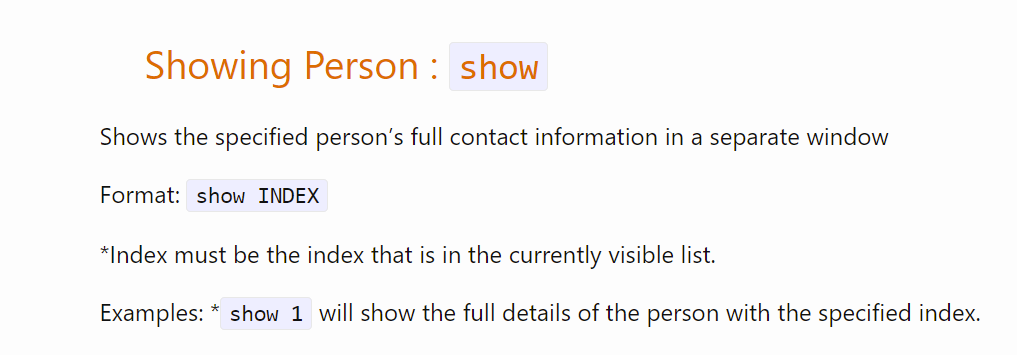 Showing Person : show
Shows the specified person’s full contact information in a separate window
Format: show INDEX
*Index must be the index that is in the currently visible list.
Examples: *show 1 will show the full details of the person with the specified index.